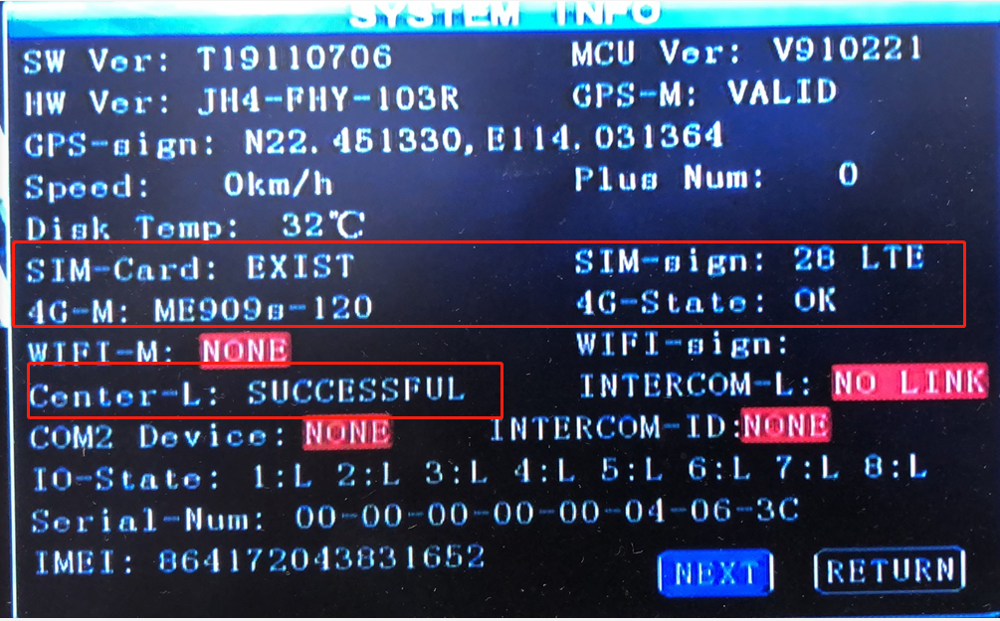 SYSTEM INFO
SW Ver: T19110706 MCU Ver: V910221
HW Ver: JH4-FHY-103R GPS-M: VALID
GPS-sign: N22.451330,E114.031364
Speed: 0km/h Plus Num: 0
Disk Temp: 32℃
SIM-Card: EXIST SIM-sign: 28 LTE
4G-M: ME909s-120 4G-State: OK
WIFI-M: NONE WIFI-sign:
Center-L: SUCCESSFUL INTERCOM-L: NO LINK
COM2 Device: NONE INTERCOM-ID:NONE
IO-State: 1:L 2:L 3:L 4:L 5:L 6:L 7:L 8:L
Serial-Num: 00-00-00-00-00-04-06-3C
IMEI: 864172043831652
NEXT RETURN